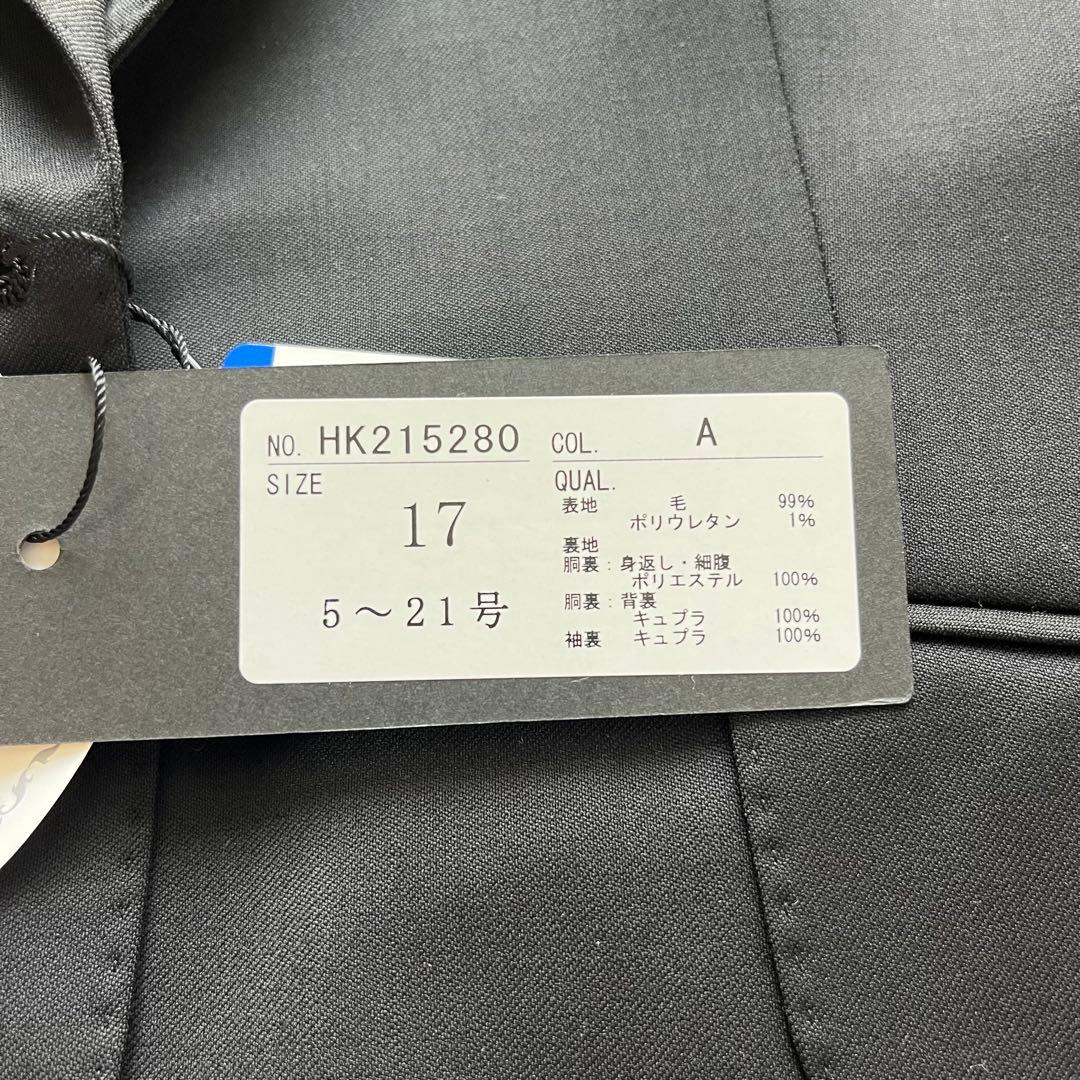 NO. HK215280 COL. A
SIZE
17
5～21号
QUAL.
表地 毛 99%
ポリウレタン 1%
裏地
胴裏：身返し・細腹
ポリエステル 100%
胴裏：背裏
キュプラ 100%
袖裏 キュプラ 100%